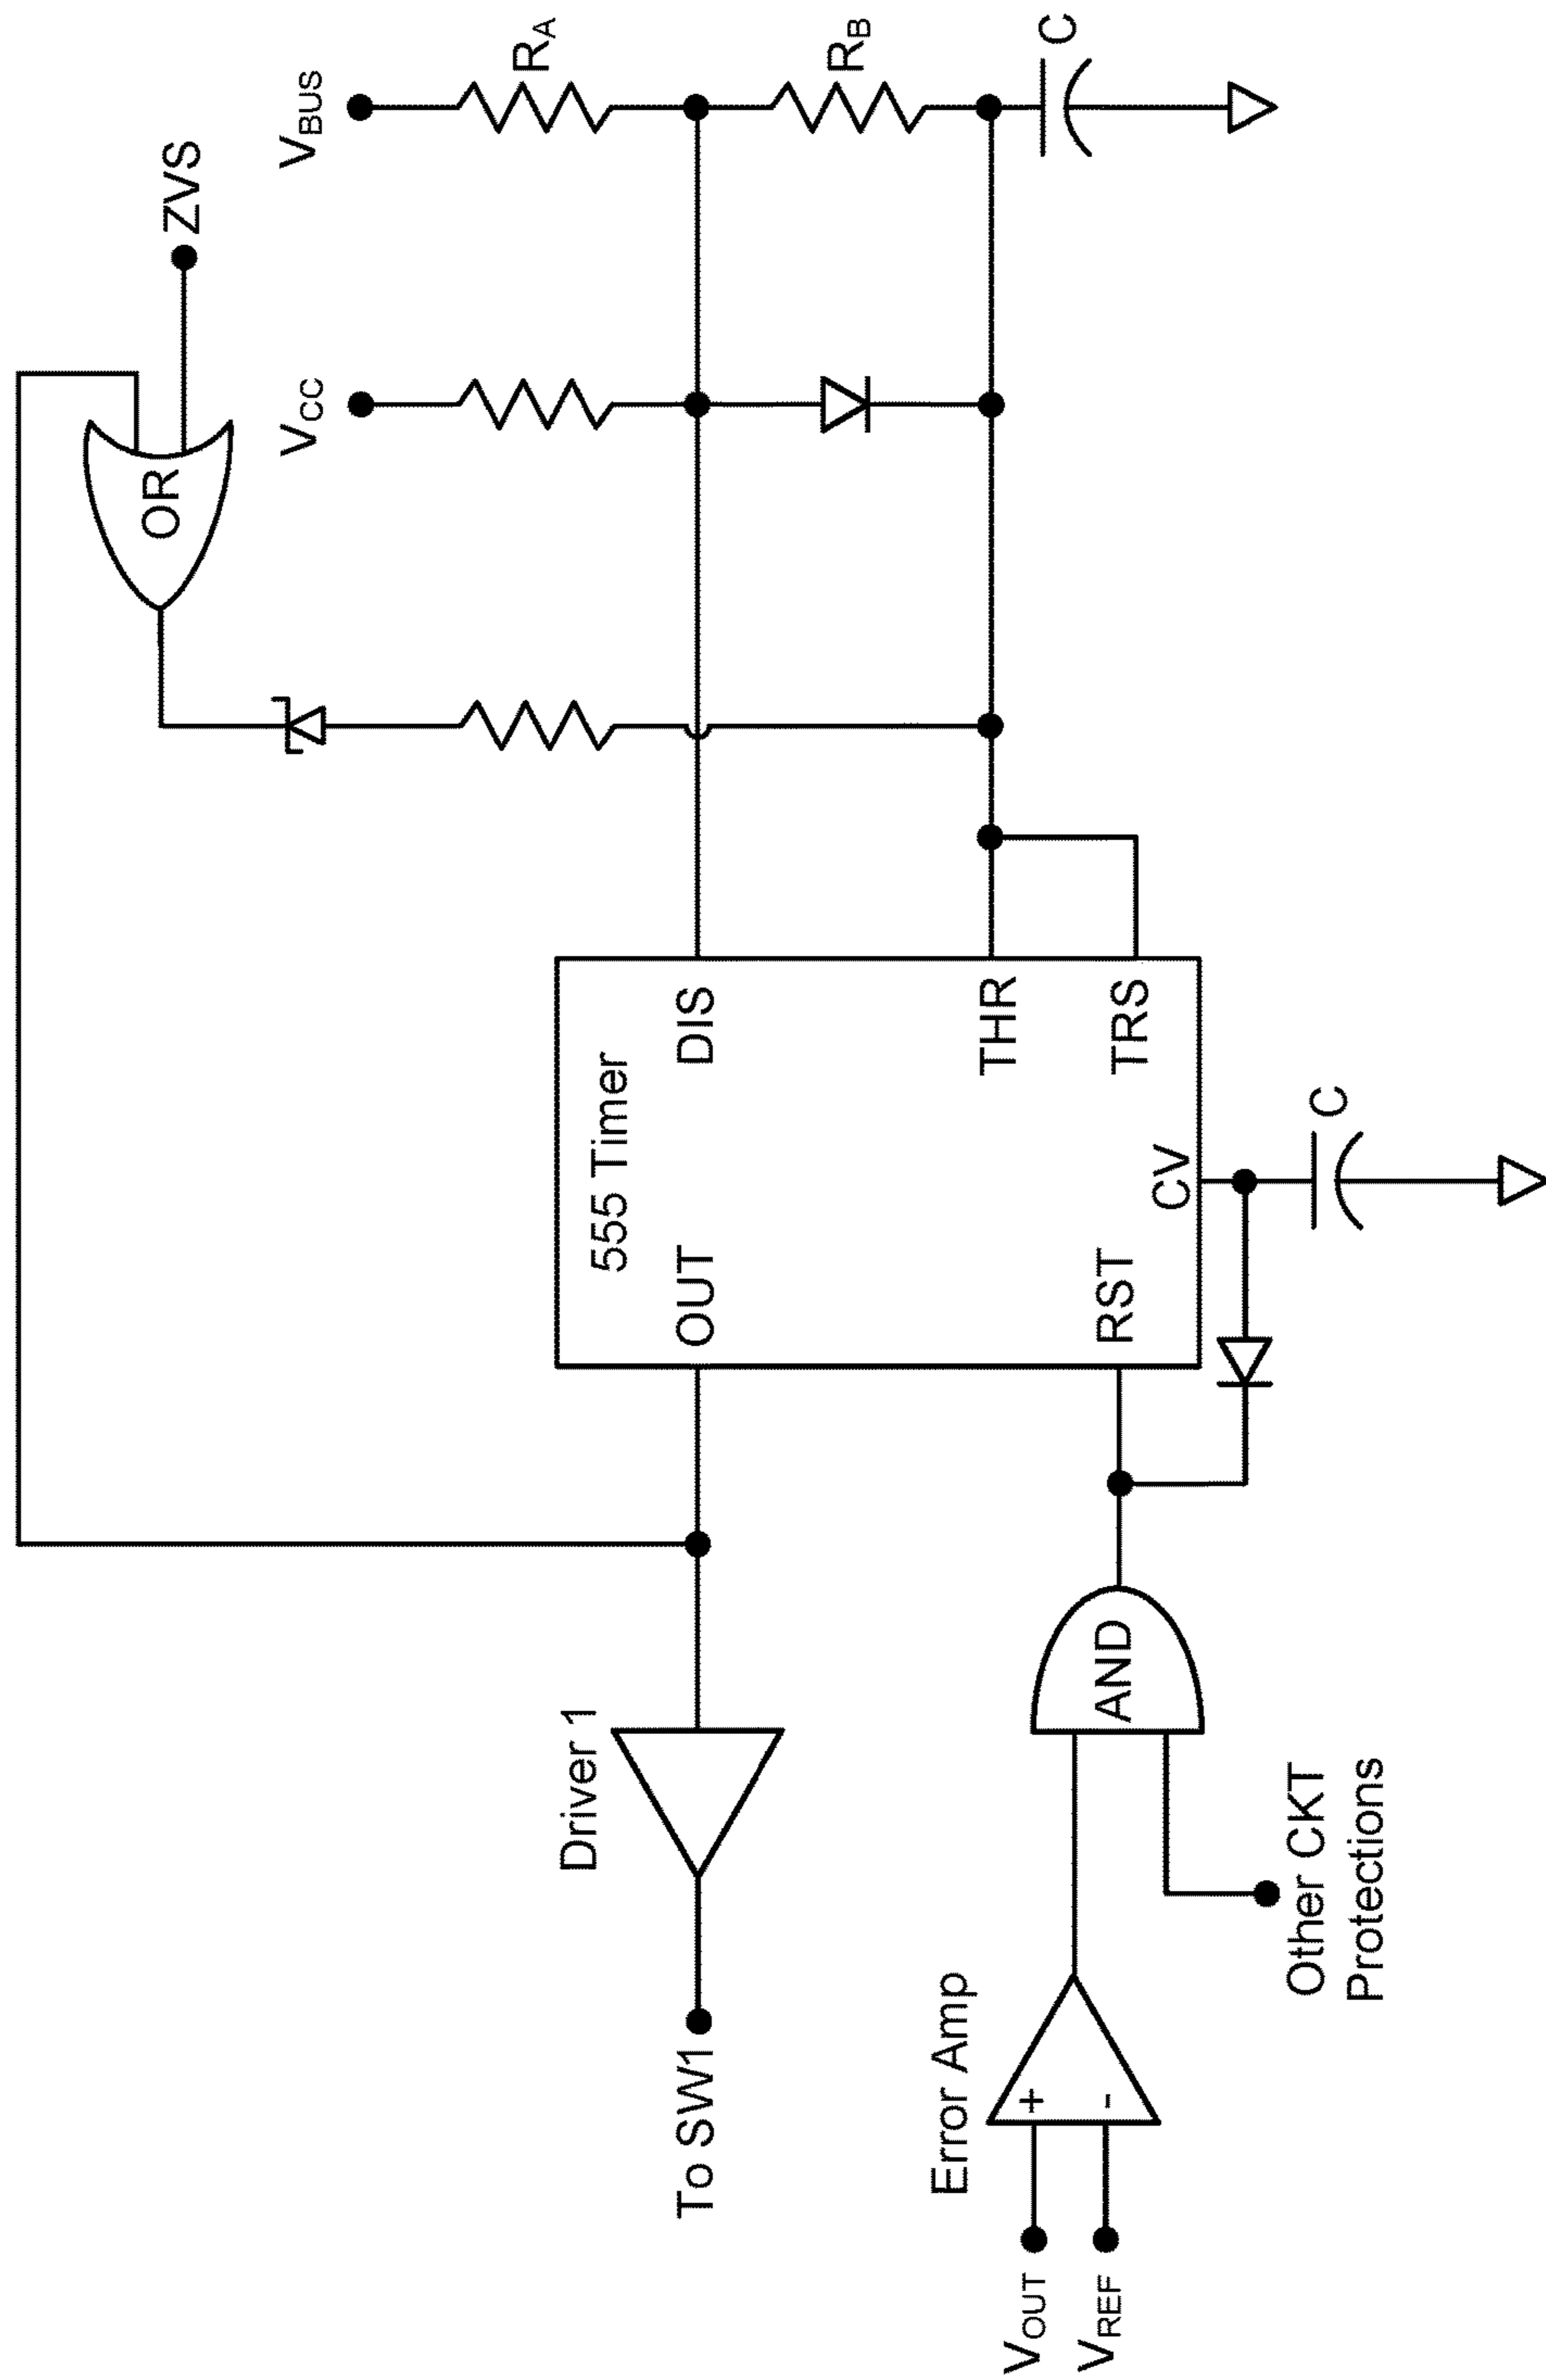 ZVS
OR
VCC
VBUS
RA
RB
C
Driver 1
To SW1
555 Timer
OUT
DIS
THR
TRS
RST
CV
C
Error Amp
VOUT
+
VREF
-
AND
Other CKT
Protections